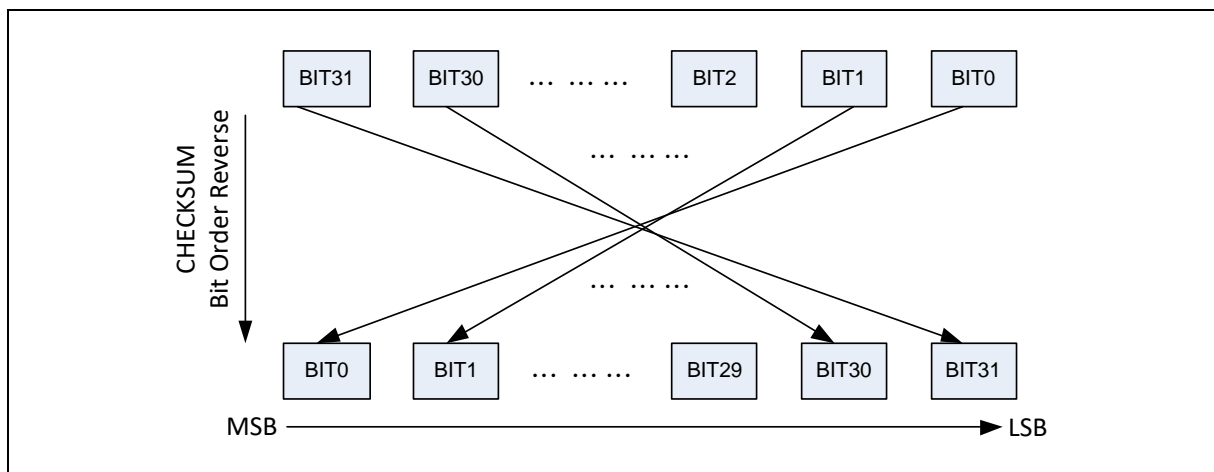 BIT31 BIT30 … … … BIT2 BIT1 BIT0
… … …
CHECKSUM
Bit Order Reverse
… … …
BIT0 BIT1 … … … BIT29 BIT30 BIT31
MSB LSB